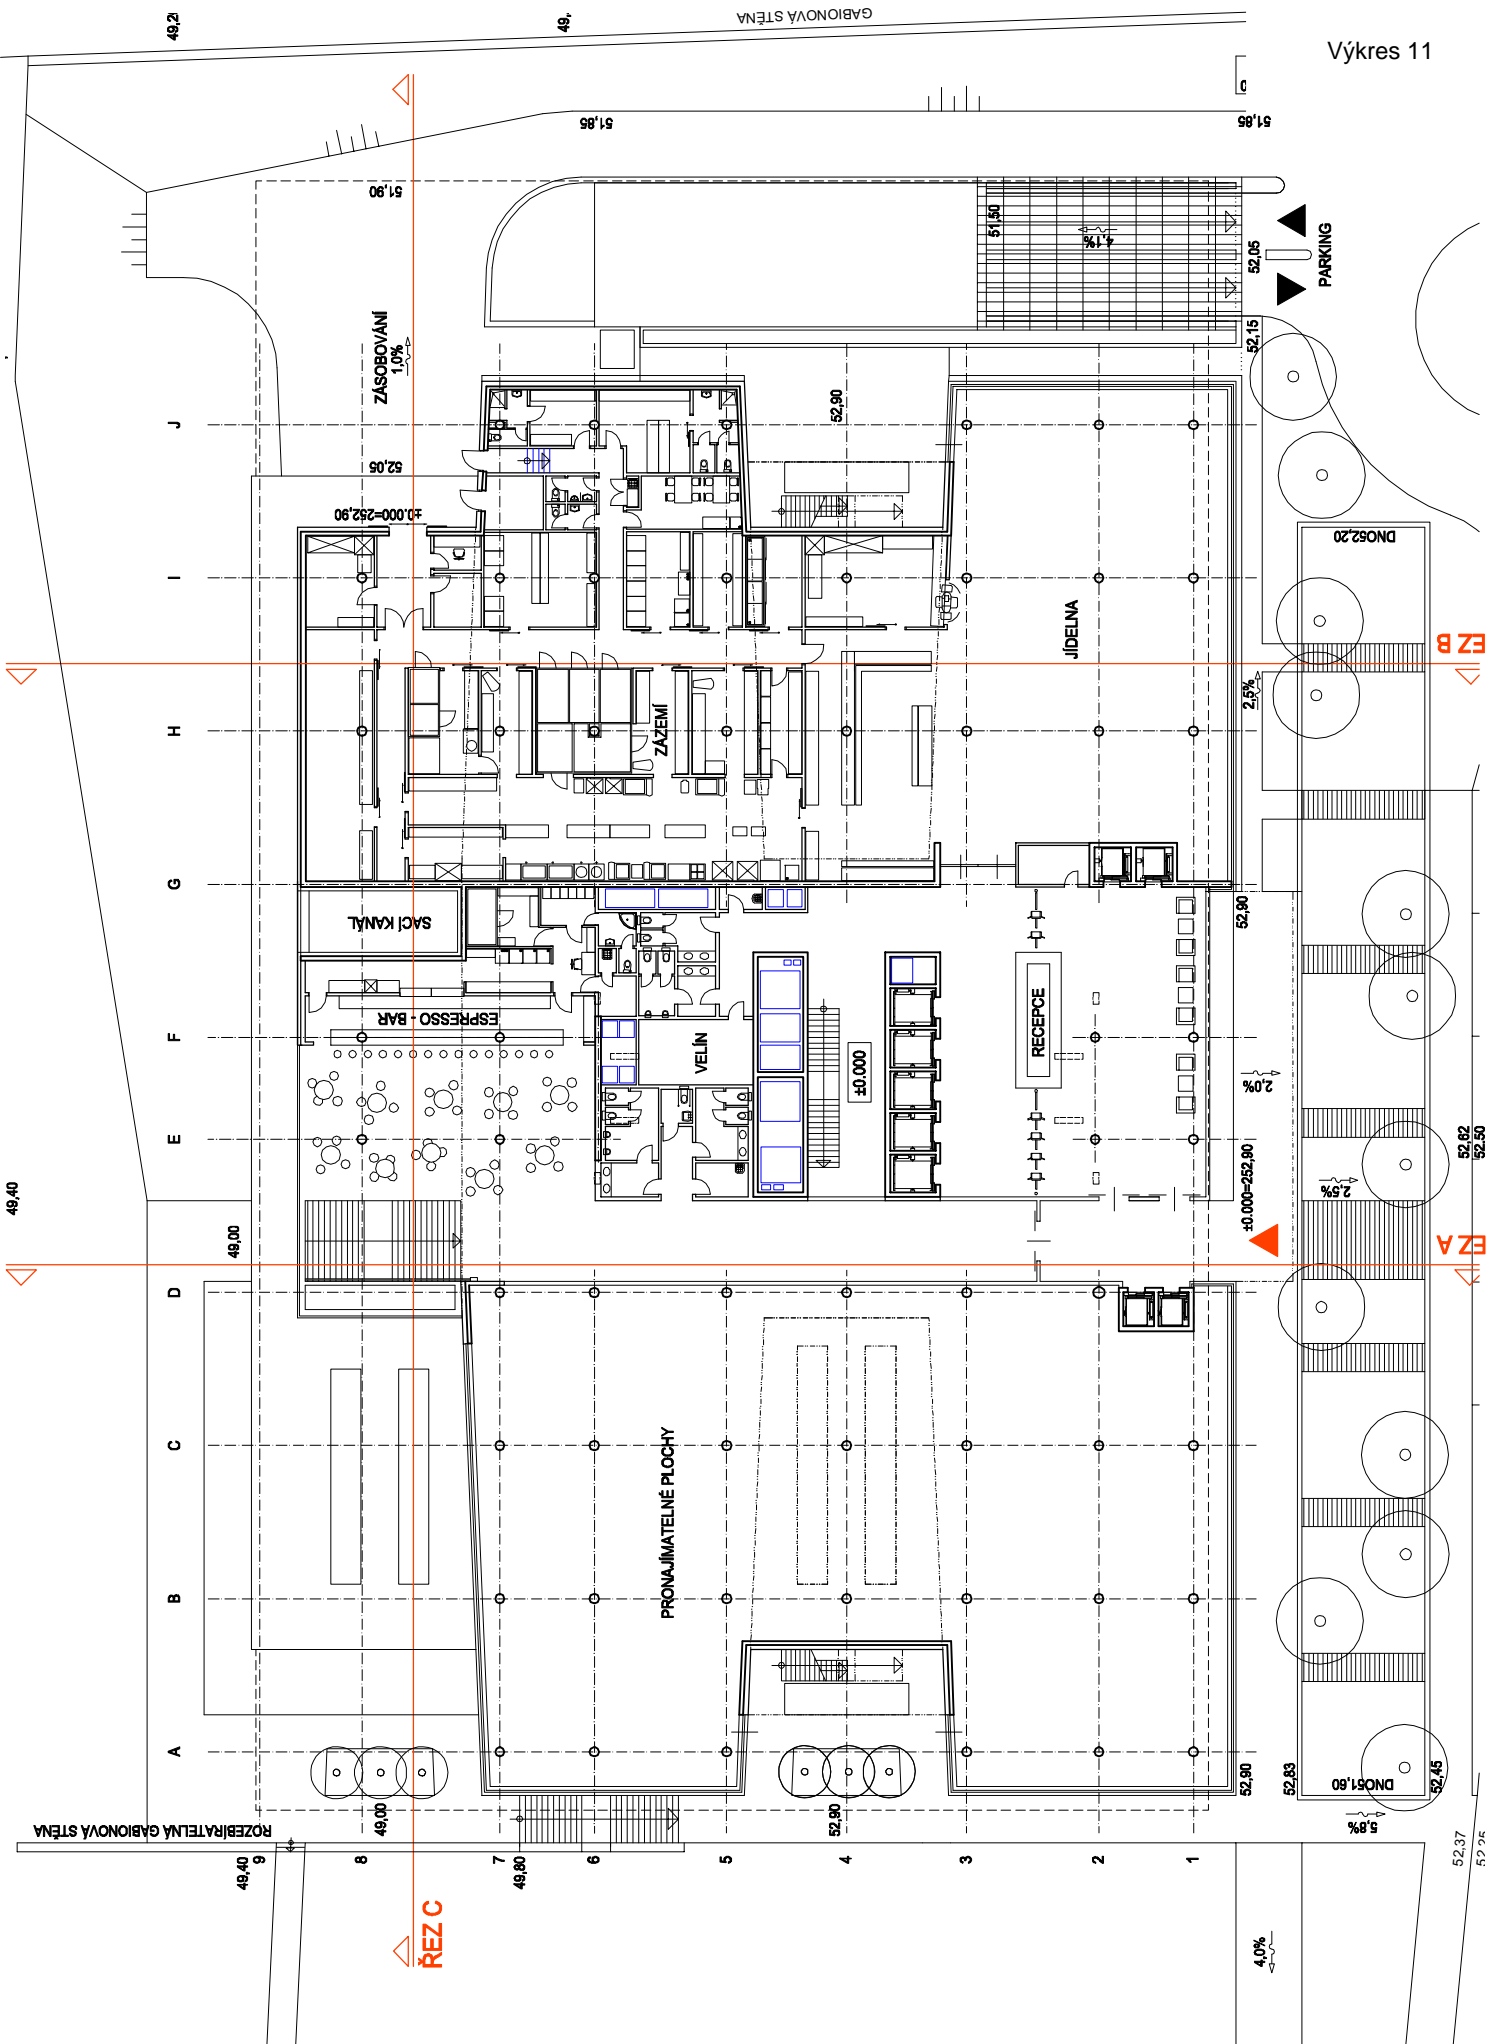 Výkres 11
GABIONOVÁ STĚNA
51,85
51,85
51,90
ZÁSOBOVÁNÍ
1,0%
51,50
4,1%
52,05
PARKING
52,15
J
52,05
52,90
±0.000=252,90
DNO52,20
I
JÍDELNA
ŘEZ C
H
ZÁZEMÍ
2,5%
G
SACÍ KANÁL
52,90
ESPRESSO - BAR
F
VELÍN
±0.000
RECEPCE
2,0%
E
52,62
52,50
2,5%
±0.000=252,90
49,40
49,00
D
C
PRONAJÍMATELNÉ PLOCHY
B
A
49,00
52,90
52,90
52,83
DNO51,60
52,45
5,8%
ROZEBÍRATELNÁ GABIONOVÁ STĚNA
49,40
9
8
7
6
5
4
3
2
1
49,80
52,37
4,0%